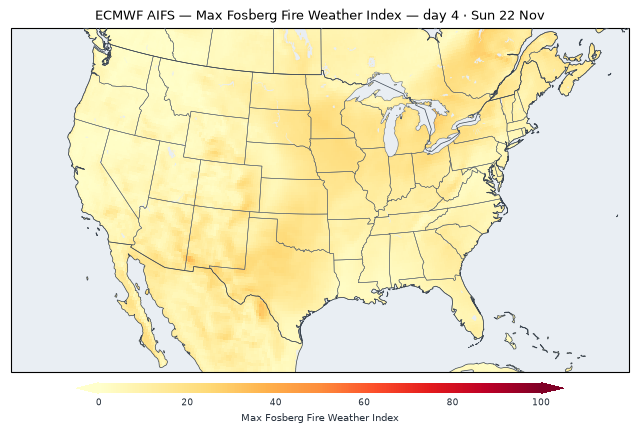 ECMWF AIFS — Max Fosberg Fire Weather Index — day 4 · Sun 22 Nov
0 20 40 60 80 100
Max Fosberg Fire Weather Index